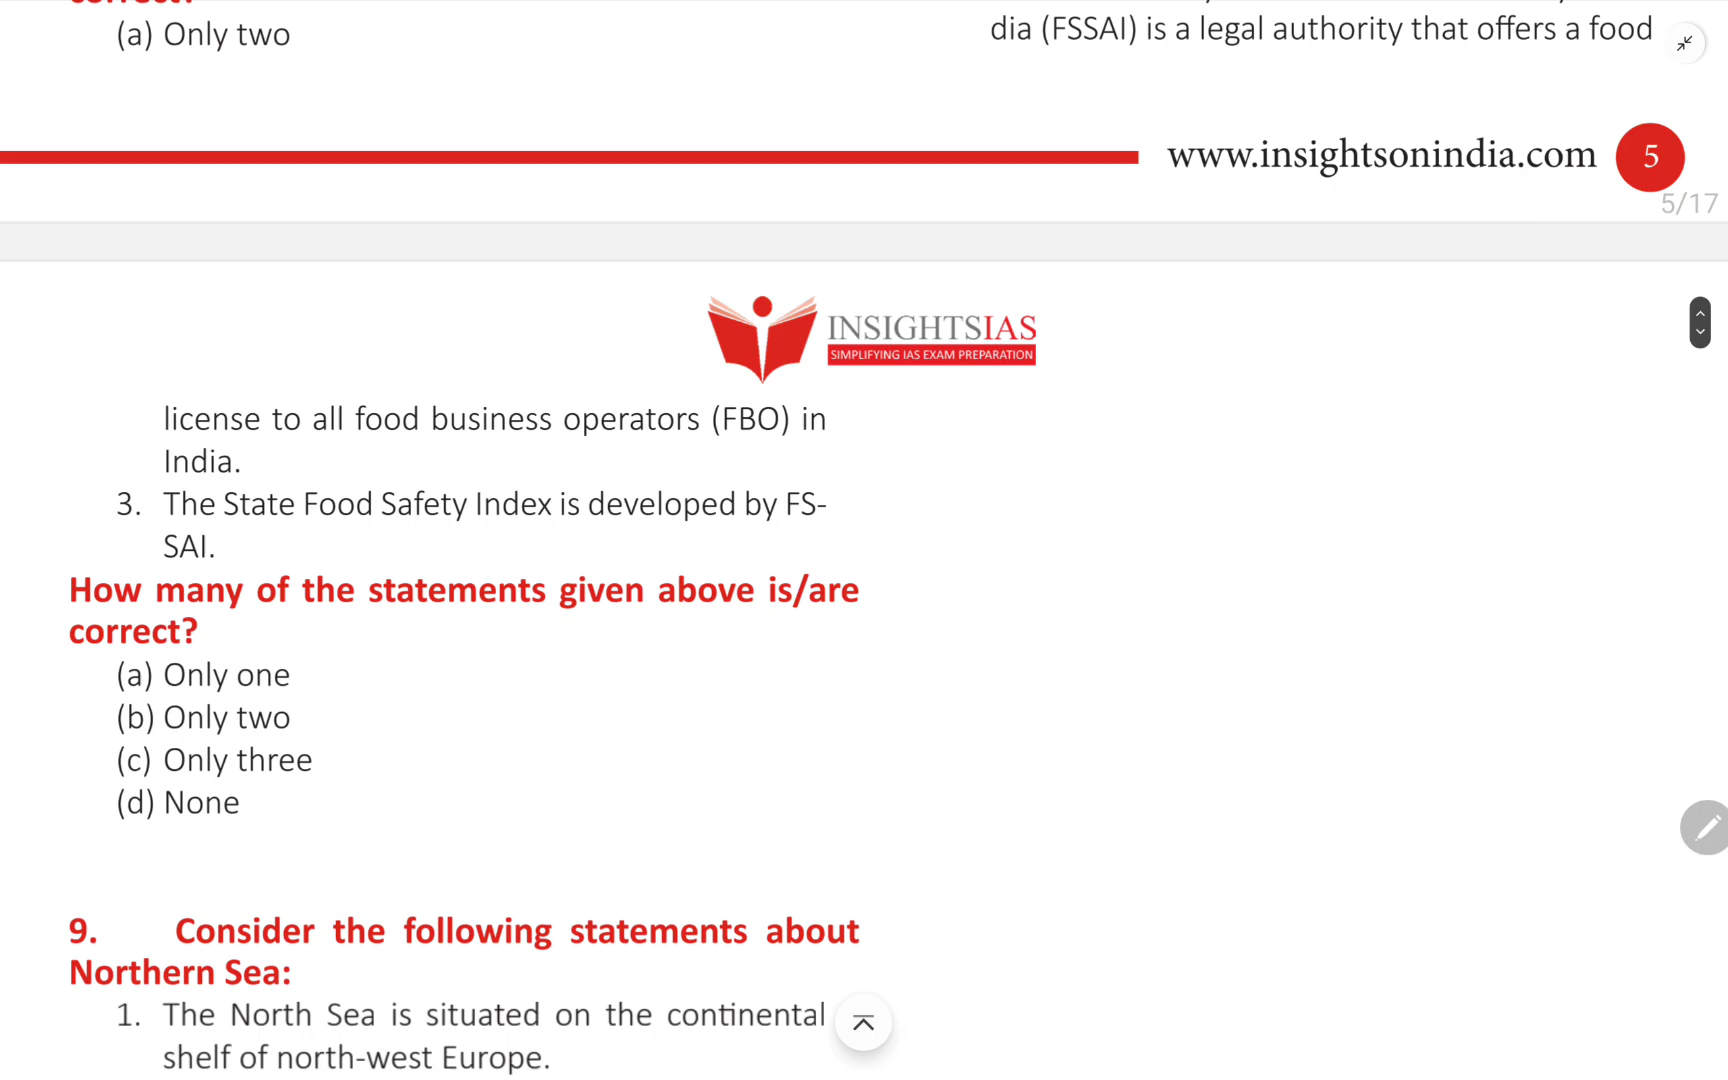 (a) Only two
dia (FSSAI) is a legal authority that offers a food
www.insightsonindia.com 5
5/17
INSIGHTSIAS
SIMPLIFYING IAS EXAM PREPARATION
license to all food business operators (FBO) in
India.
3. The State Food Safety Index is developed by FS-
SAI.
How many of the statements given above is/are
correct?
(a) Only one
(b) Only two
(c) Only three
(d) None
9. Consider the following statements about
Northern Sea:
1. The North Sea is situated on the continental
shelf of north-west Europe.